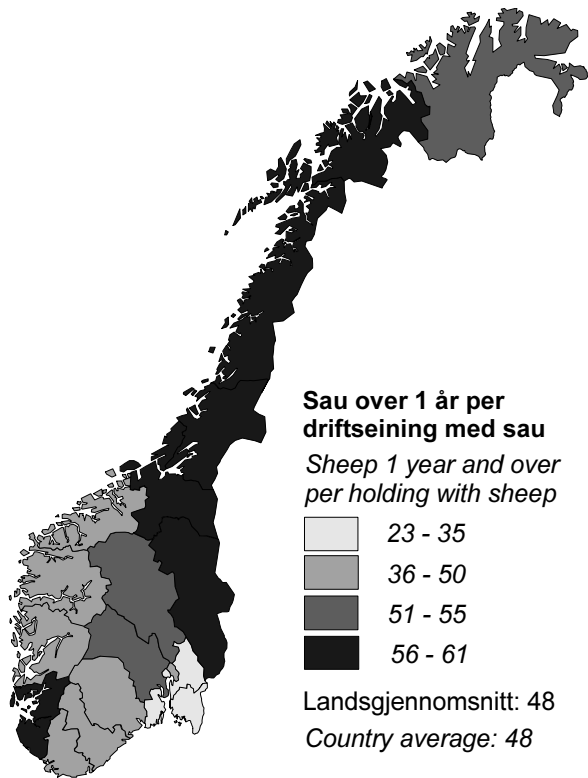 Sau over 1 år per
driftseining med sau
Sheep 1 year and over
per holding with sheep
23 - 35
36 - 50
51 - 55
56 - 61
Landsgjennomsnitt: 48
Country average: 48